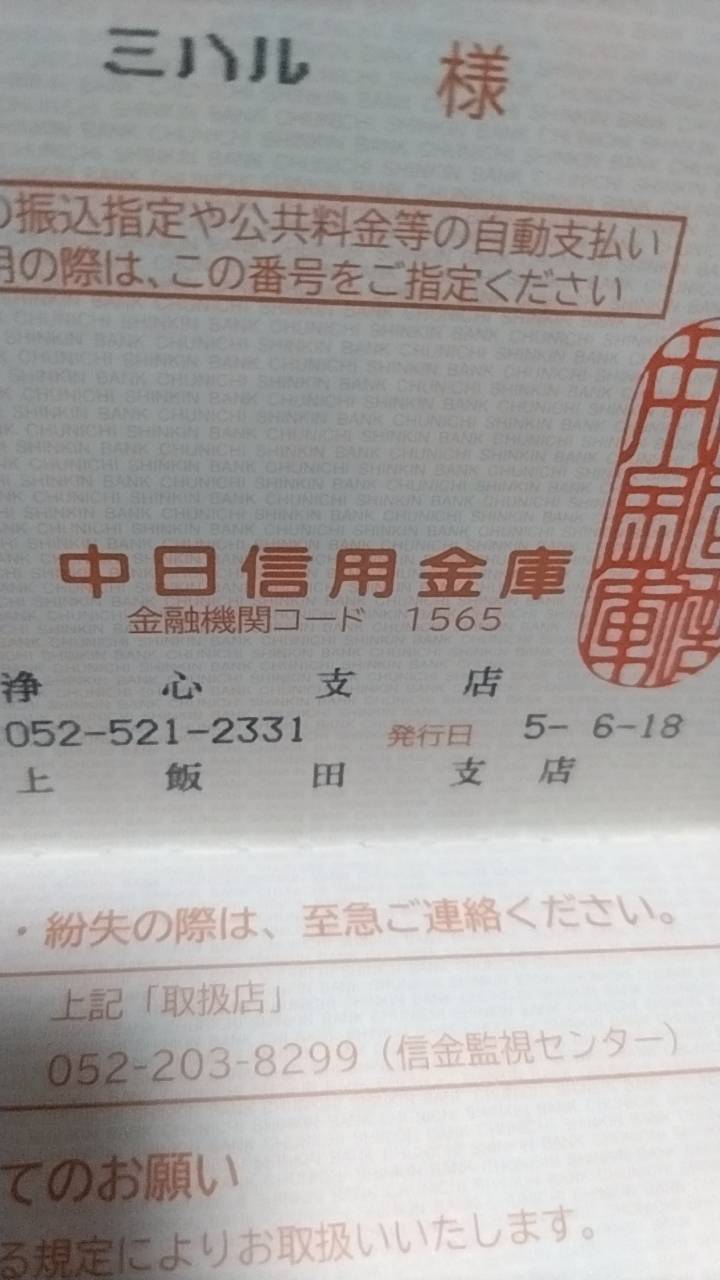 ミハル 様
振込指定や公共料金等の自動支払い
の際は、この番号をご指定ください
中日信用金庫
金融機関コード 1565
浄心支店
052-521-2331 発行日 5- 6-18
上飯田支店
・紛失の際は、至急ご連絡ください。
上記「取扱店」
052-203-8299（信金監視センター）
てのお願い
る規定によりお取扱いいたします。